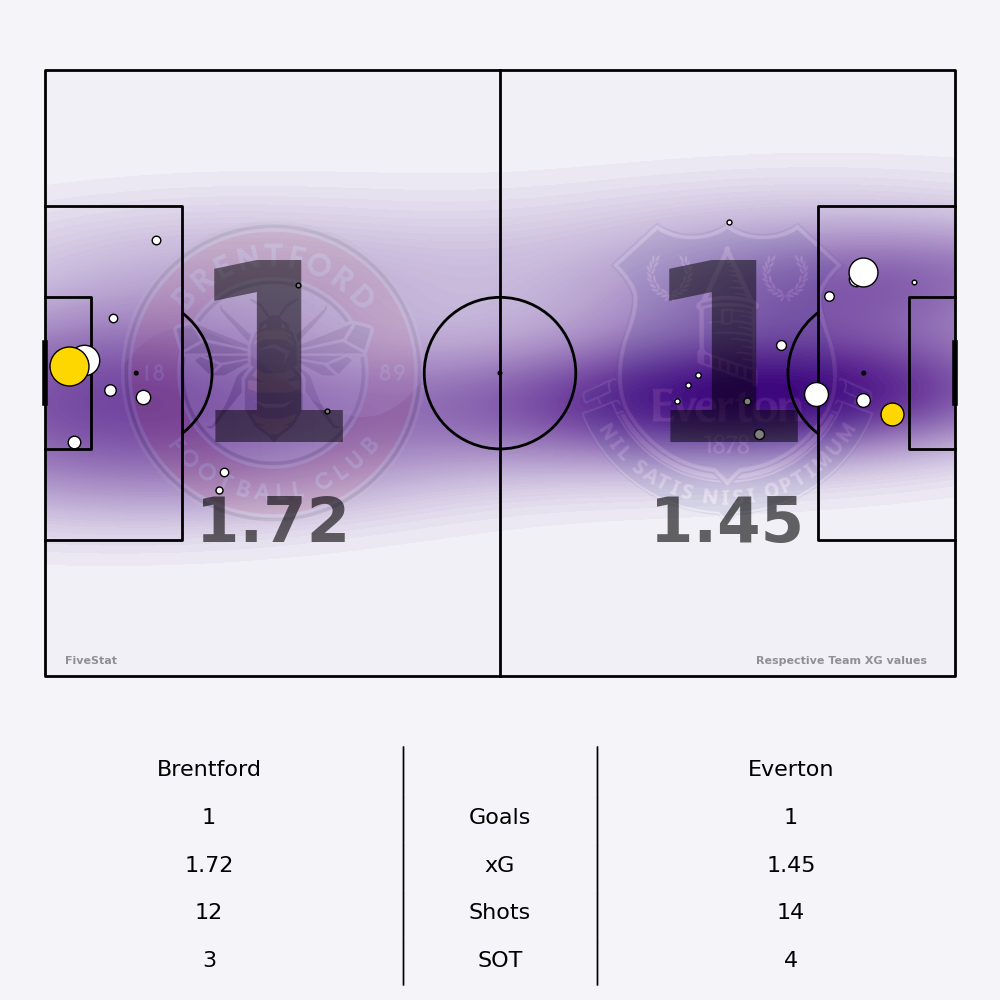 BRENTFORD
18 89
FOOTBALL CLUB
1
1.72
Everton
1878
NIL SATIS NISI OPTIMUM
1
1.45
FiveStat
Respective Team XG values
Brentford Everton
1 Goals 1
1.72 xG 1.45
12 Shots 14
3 SOT 4